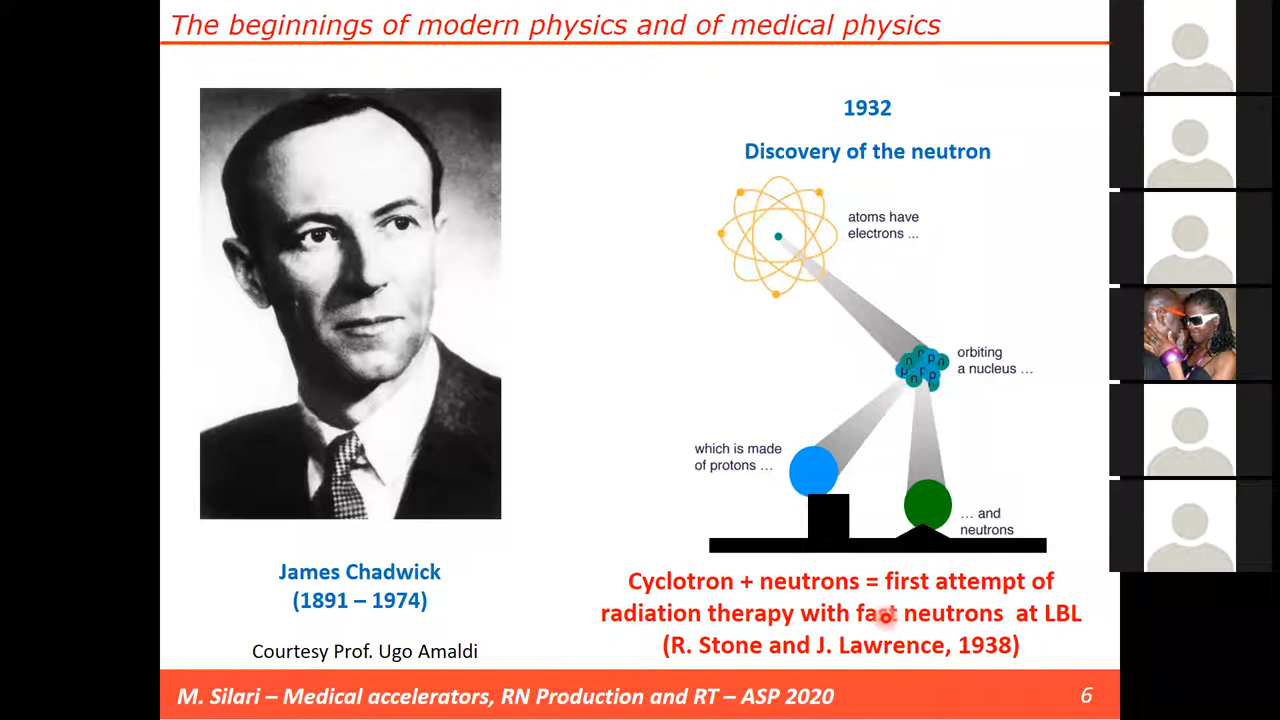 The beginnings of modern physics and of medical physics
1932
Discovery of the neutron
atoms have
electrons ...
n
p
n
n
p
p
n
p
orbiting
a nucleus ...
which is made
of protons ...
... and
neutrons
James Chadwick
(1891 – 1974)
Courtesy Prof. Ugo Amaldi
Cyclotron + neutrons = first attempt of
radiation therapy with fast neutrons at LBL
(R. Stone and J. Lawrence, 1938)
M. Silari – Medical accelerators, RN Production and RT – ASP 2020
6